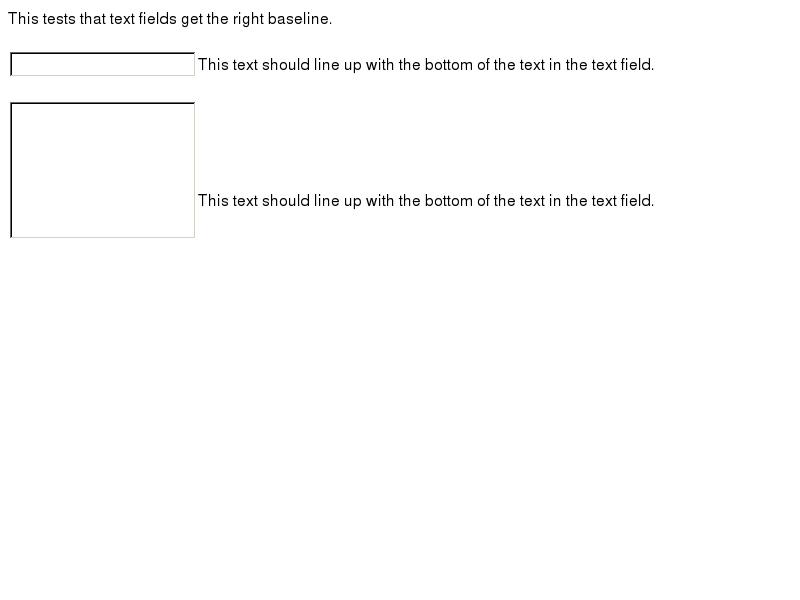 This tests that text fields get the right baseline.
This text should line up with the bottom of the text in the text field.
This text should line up with the bottom of the text in the text field.